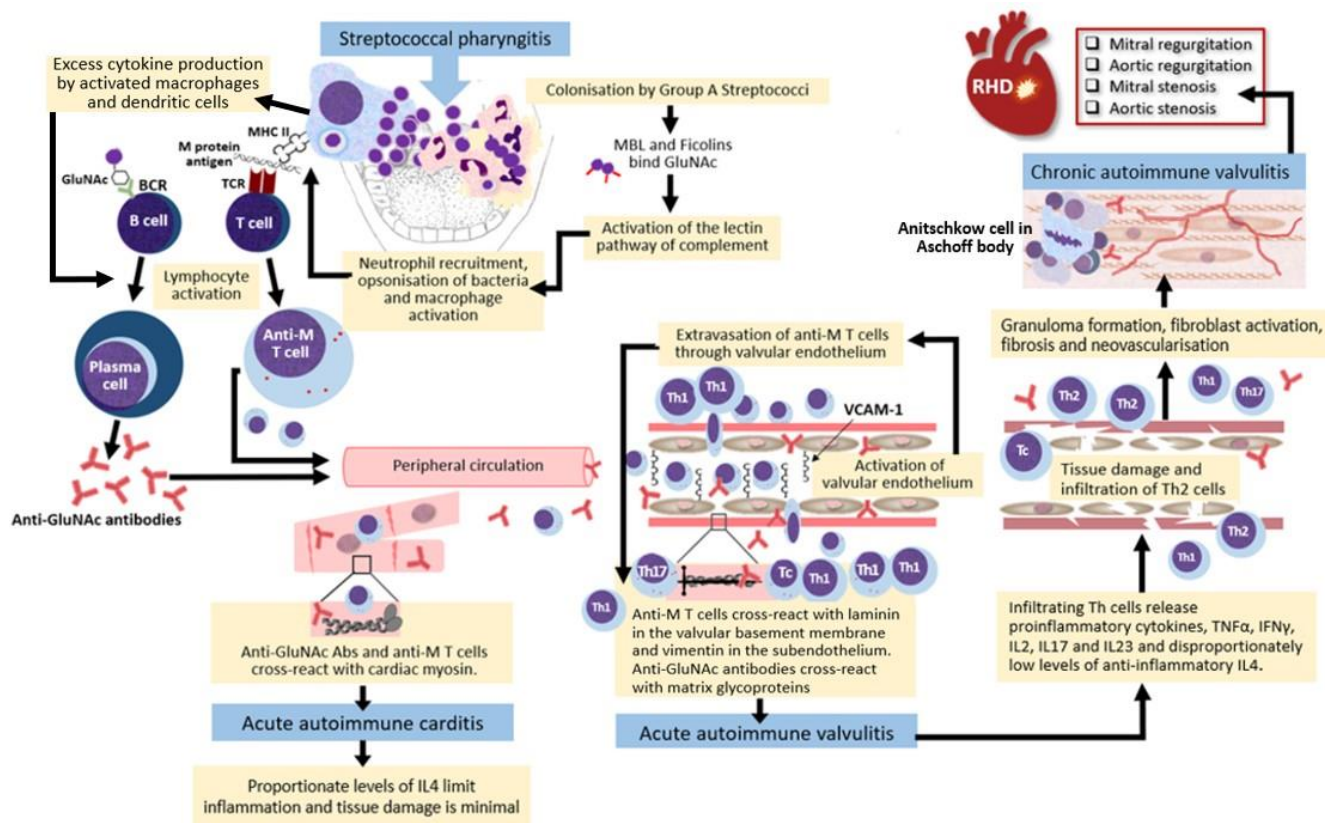 Streptococcal pharyngitis
Excess cytokine production
by activated macrophages
and dendritic cells
MHC II
M protein
antigen
GluNAc
BCR
TCR
B cell
T cell
Lymphocyte
activation
Plasma
cell
Anti-M
T cell
Anti-GluNAc antibodies
Colonisation by Group A Streptococci
MBL and Ficolins
bind GluNAc
Activation of the lectin
pathway of complement
Neutrophil recruitment,
opsonisation of bacteria
and macrophage
activation
Peripheral circulation
Anti-GluNAc Abs and anti-M T cells
cross-react with cardiac myosin.
Acute autoimmune carditis
Proportionate levels of IL4 limit
inflammation and tissue damage is minimal
Extravasation of anti-M T cells
through valvular endothelium
Th1
Th1
VCAM-1
Activation of
valvular endothelium
Th17
Tc
Th1
Th1
Th1
Th1
Anti-M T cells cross-react with laminin
in the valvular basement membrane
and vimentin in the subendothelium.
Anti-GluNAc antibodies cross-react
with matrix glycoproteins
Acute autoimmune valvulitis
Infiltrating Th cells release
proinflammatory cytokines, TNFα, IFNγ,
IL2, IL17 and IL23 and disproportionately
low levels of anti-inflammatory IL4.
Th2
Th2
Th1
Th17
Tc
Tissue damage and
infiltration of Th2 cells
Th1
Th2
Granuloma formation, fibroblast activation,
fibrosis and neovascularisation
Anitschkow cell in
Aschoff body
Chronic autoimmune valvulitis
RHD
Mitral regurgitation
Aortic regurgitation
Mitral stenosis
Aortic stenosis